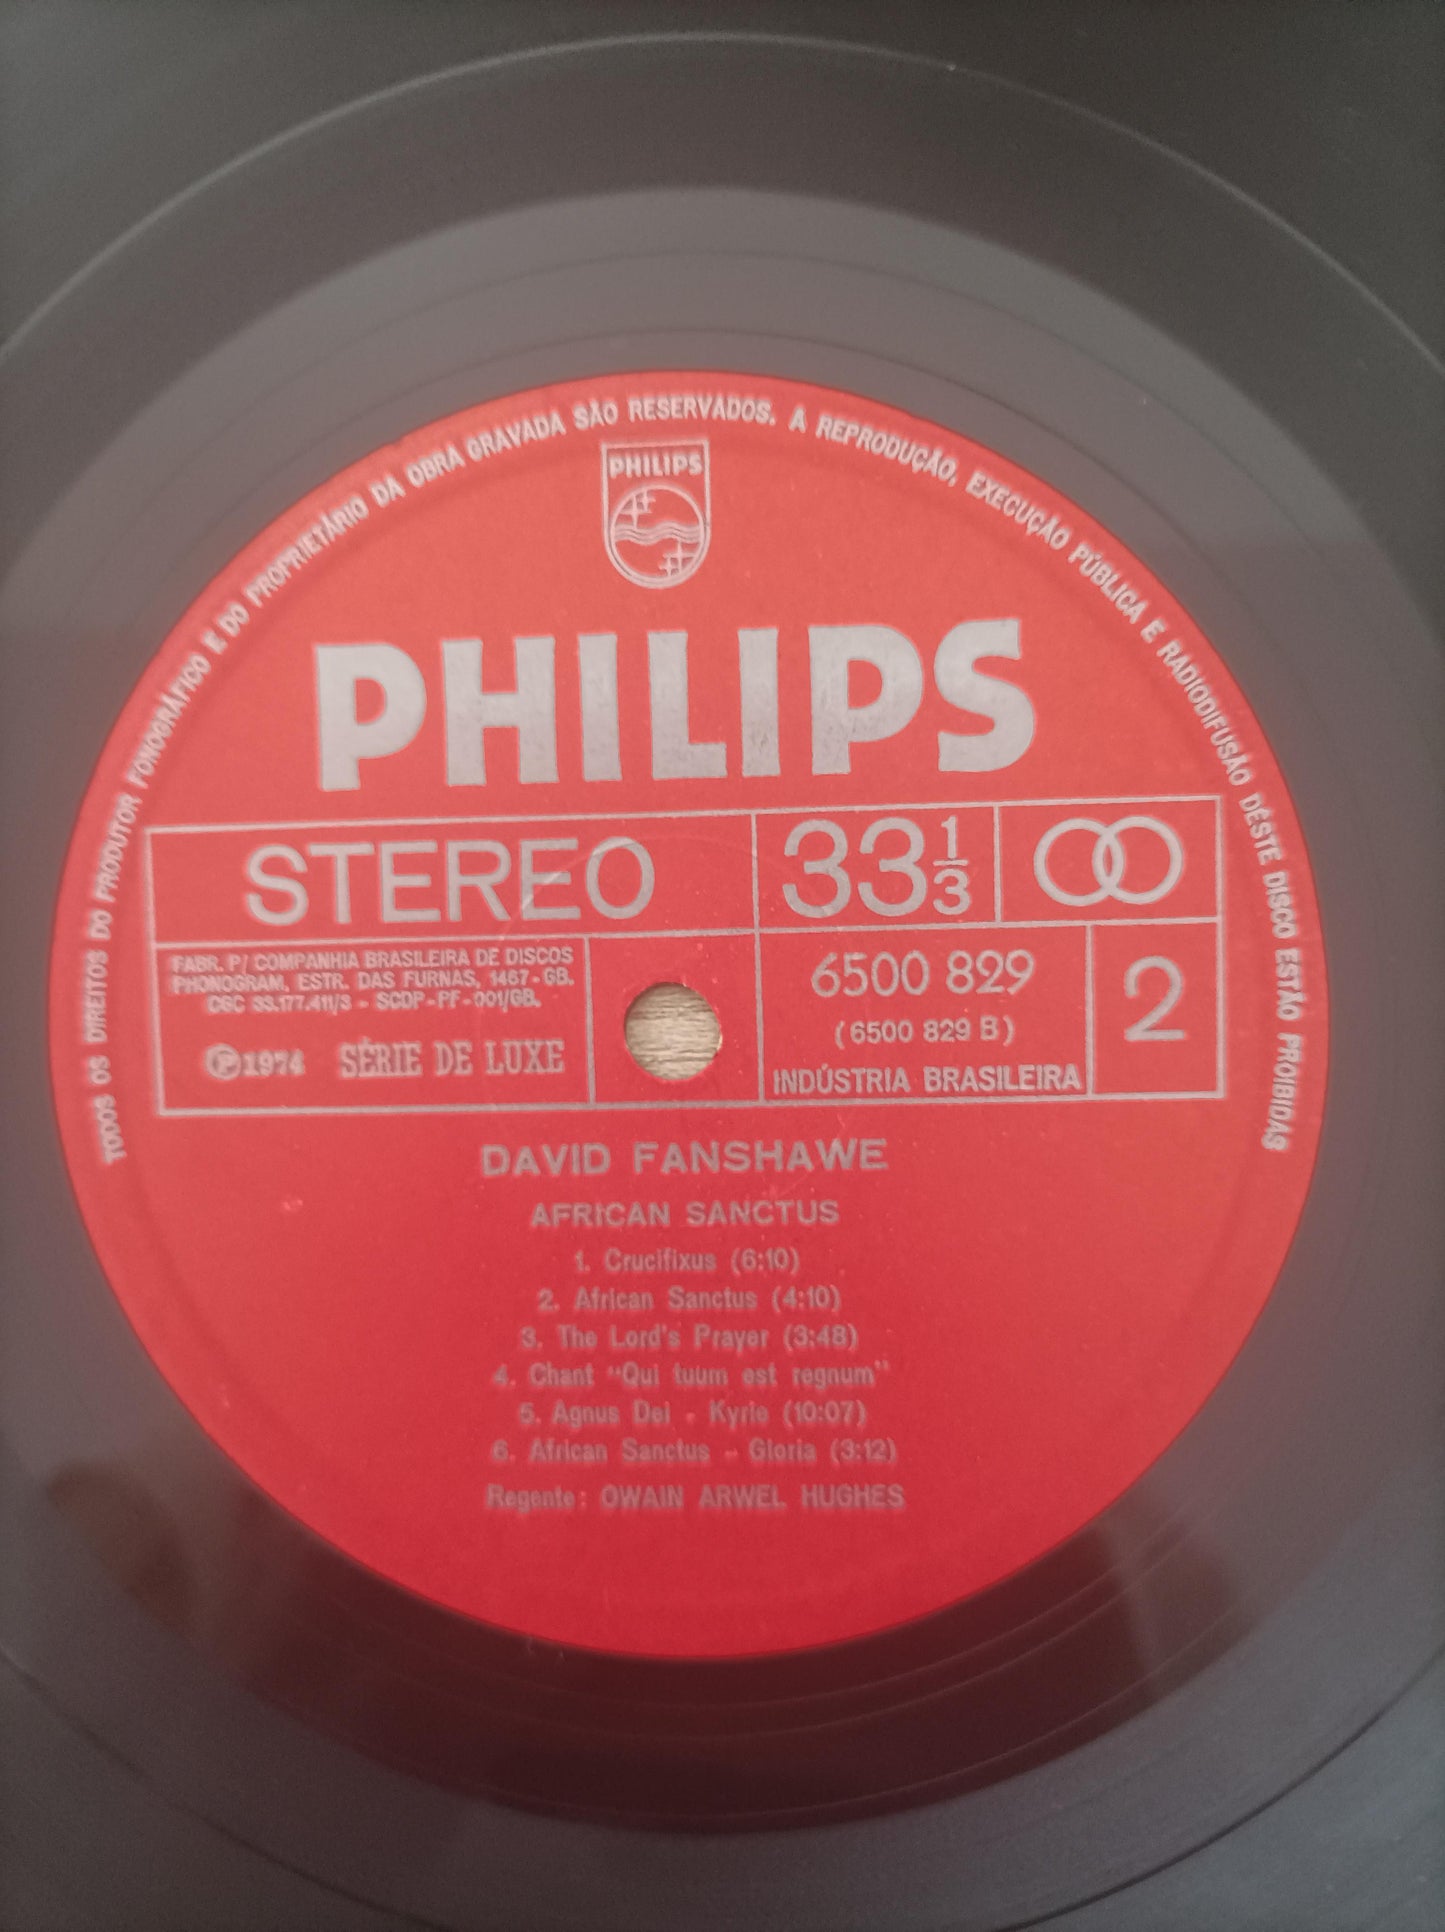 TODOS OS DIREITOS DO PRODUTOR FONOGRÁFICO E DO PROPRIETÁRIO DA OBRA GRAVADA SÃO RESERVADOS. A REPRODUÇÃO, EXECUÇÃO PÚBLICA E RADIODIFUSÃO DÊSTE DISCO ESTÃO PROIBIDAS
PHILIPS
PHILIPS
STEREO
33 1/3
FABR. P/ COMPANHIA BRASILEIRA DE DISCOS
PHONOGRAM, ESTR. DAS FURNAS, 1467-GB.
CGC 33.177.411/3 - SCDP-PF-001/GB.
Ⓟ 1974 SÉRIE DE LUXE
6500 829
(6500 829 B)
INDÚSTRIA BRASILEIRA
2
DAVID FANSHAWE
AFRICAN SANCTUS
1. Crucifixus (6:10)
2. African Sanctus (4:10)
3. The Lord's Prayer (3:48)
4. Chant "Qui tuum est regnum"
5. Agnus Dei - Kyrie (10:07)
6. African Sanctus - Gloria (3:12)
Regente: OWAIN ARWEL HUGHES